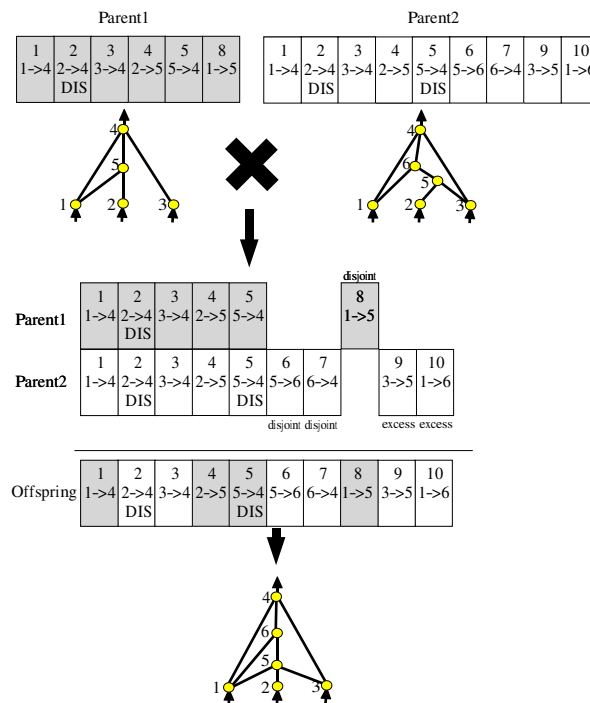 Parent1 Parent2
1 2 3 4 5 8 1 2 3 4 5 6 7 9 10
1->4 2->4 3->4 2->5 5->4 1->5 1->4 2->4 3->4 2->5 5->4 5->6 6->4 3->5 1->6
DIS DIS DIS
4 4
5 6
5
1 2 3 1 2 3
disjoint
1 2 3 4 5 8
Parent1 1->4 2->4 3->4 2->5 5->4 1->5
DIS
1 2 3 4 5 6 7 9 10
Parent2 1->4 2->4 3->4 2->5 5->4 5->6 6->4 3->5 1->6
DIS DIS
disjoint disjoint excess excess
1 2 3 4 5 6 7 8 9 10
Offspring 1->4 2->4 3->4 2->5 5->4 5->6 6->4 1->5 3->5 1->6
DIS DIS
4
6
5
1 2 3